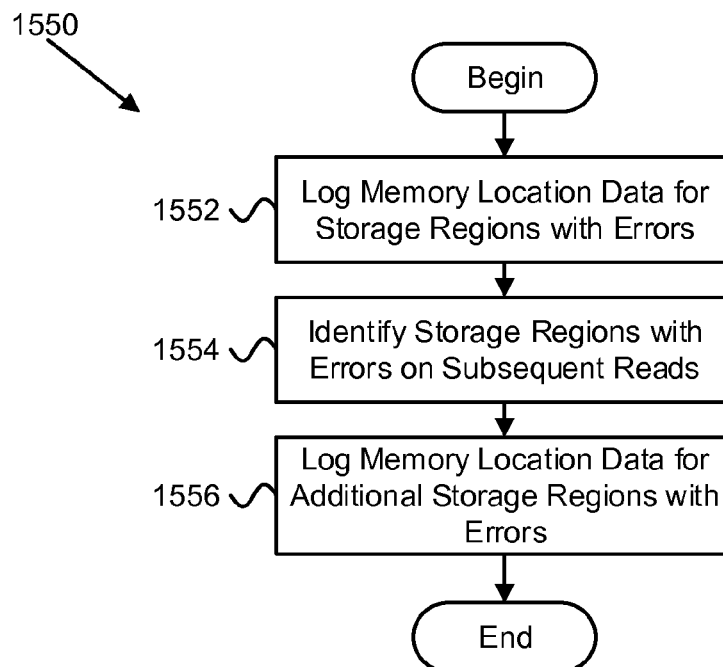 1550
Begin
1552
Log Memory Location Data for
Storage Regions with Errors
1554
Identify Storage Regions with
Errors on Subsequent Reads
1556
Log Memory Location Data for
Additional Storage Regions with
Errors
End